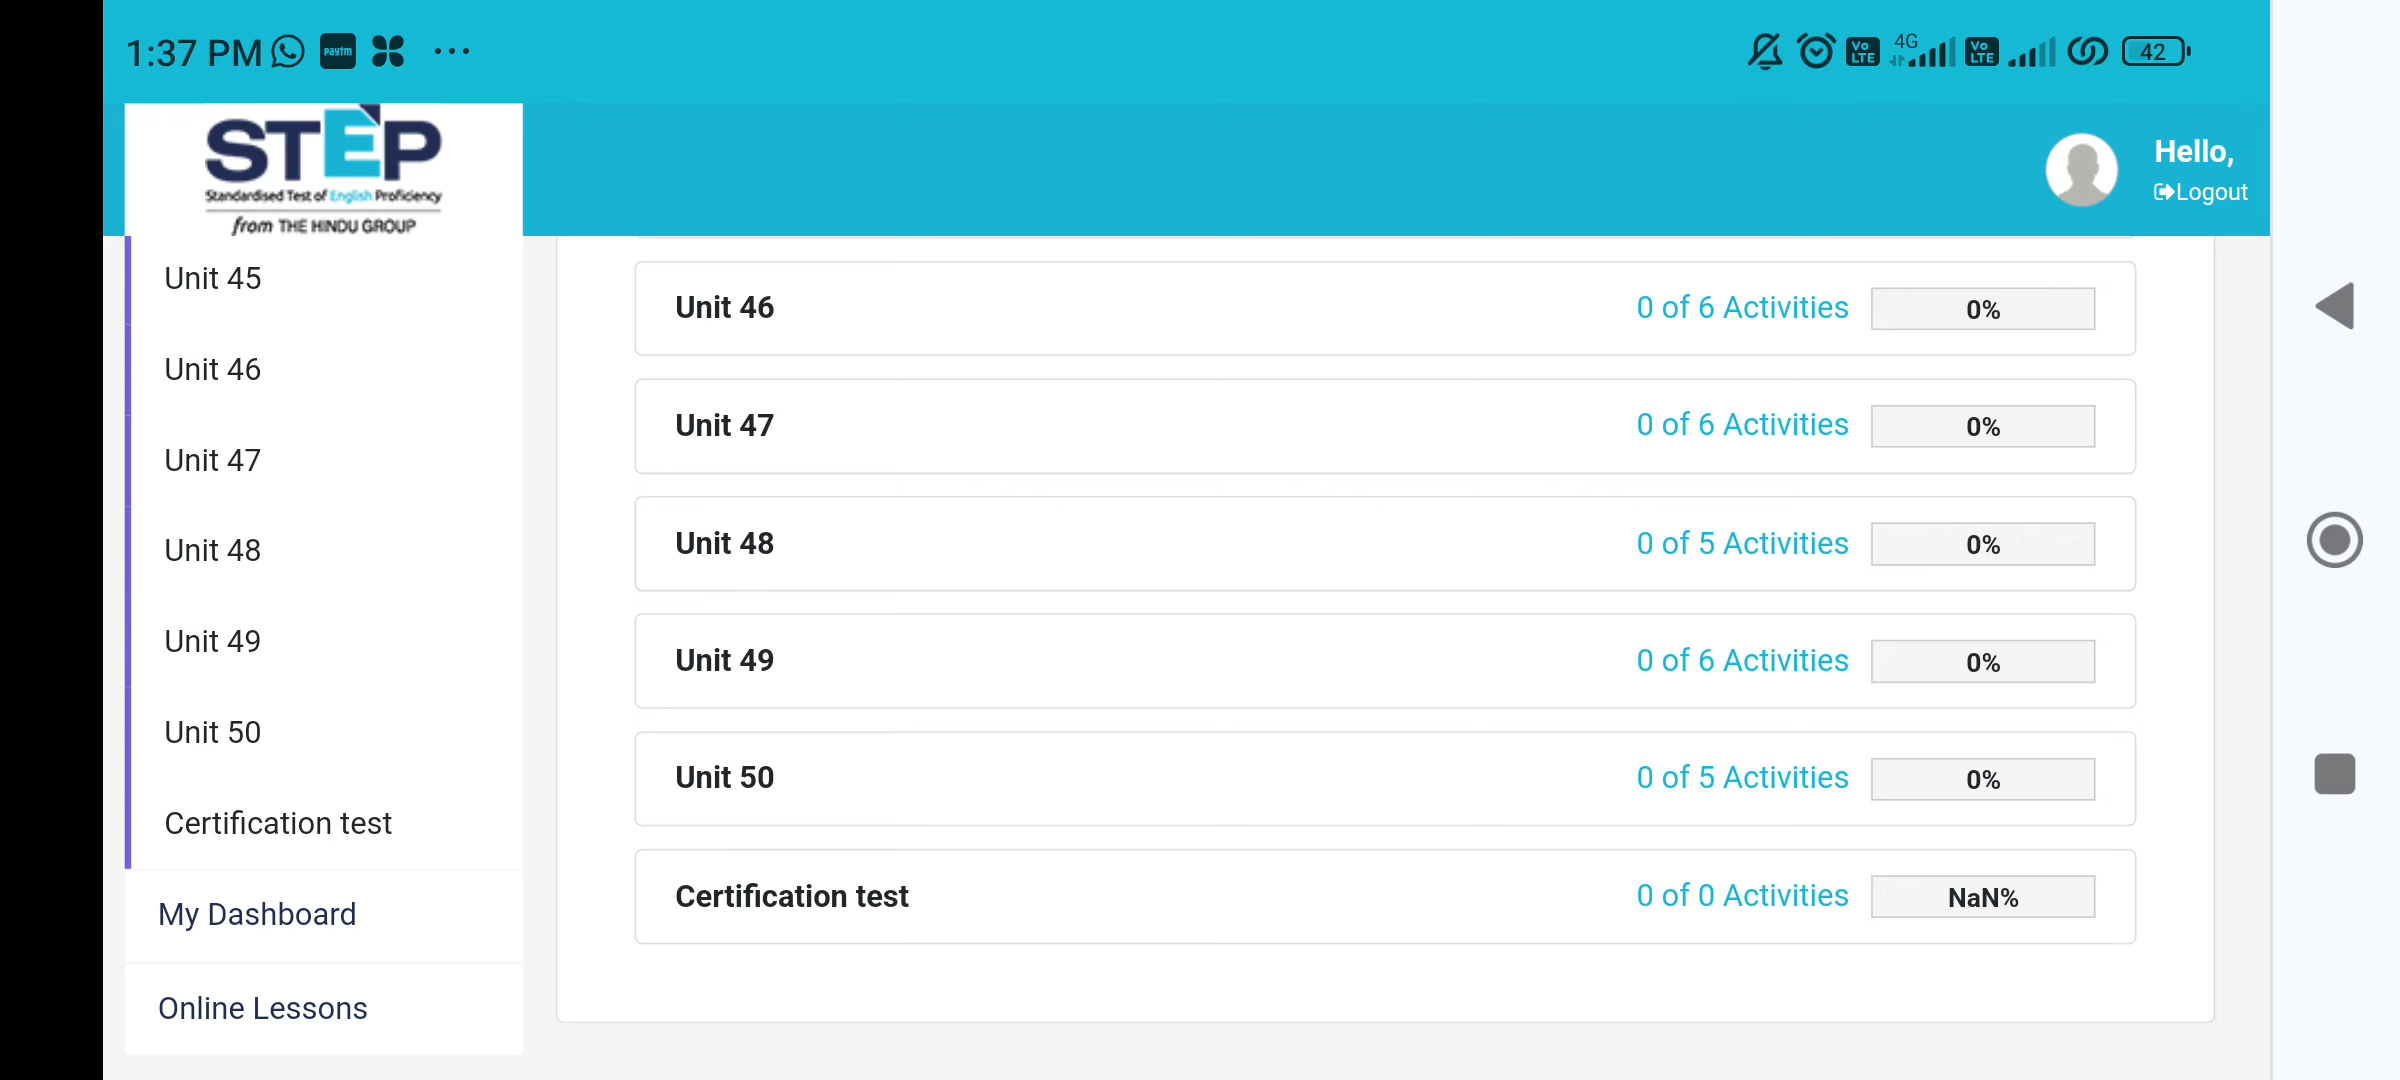 1:37 PM paytm ...
Vo LTE 4G Vo LTE 42
STEP
Standardised Test of English Proficiency
from THE HINDU GROUP
Hello,
Logout
Unit 45
Unit 46
Unit 47
Unit 48
Unit 49
Unit 50
Certification test
My Dashboard
Online Lessons
Unit 46 0 of 6 Activities 0%
Unit 47 0 of 6 Activities 0%
Unit 48 0 of 5 Activities 0%
Unit 49 0 of 6 Activities 0%
Unit 50 0 of 5 Activities 0%
Certification test 0 of 0 Activities NaN%